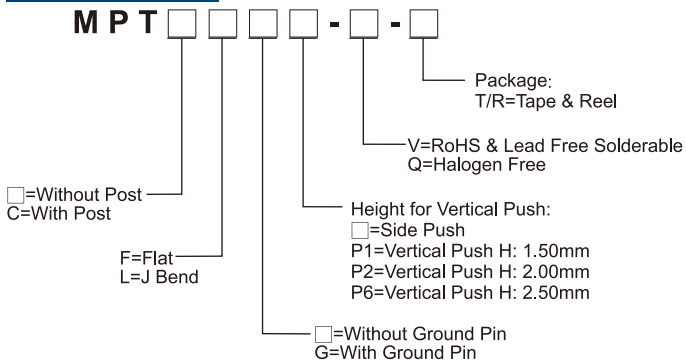 MPT□□□□-□-□
Package:
T/R=Tape & Reel
V=RoHS & Lead Free Solderable
Q=Halogen Free
□=Without Post
C=With Post
Height for Vertical Push:
□=Side Push
P1=Vertical Push H: 1.50mm
P2=Vertical Push H: 2.00mm
P6=Vertical Push H: 2.50mm
F=Flat
L=J Bend
□=Without Ground Pin
G=With Ground Pin